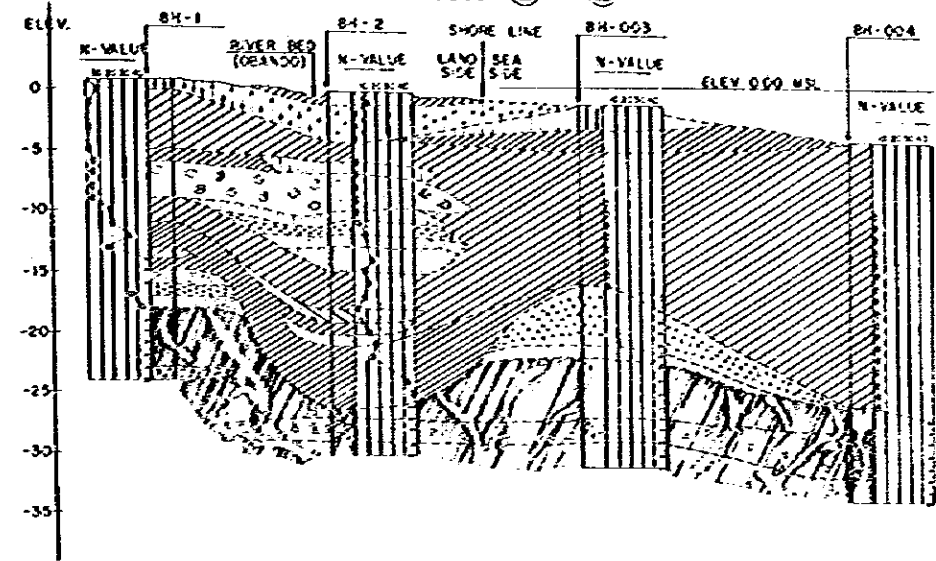 ELEV.
BH-1
BH-2
BH-003
BH-004
N-VALUE
RIVER BED
(OBANDO)
N-VALUE
SHORE LINE
LAND SIDE
SEA SIDE
N-VALUE
ELEV. 0.00 MSL
N-VALUE
0
-5
-10
-15
-20
-25
-30
-35